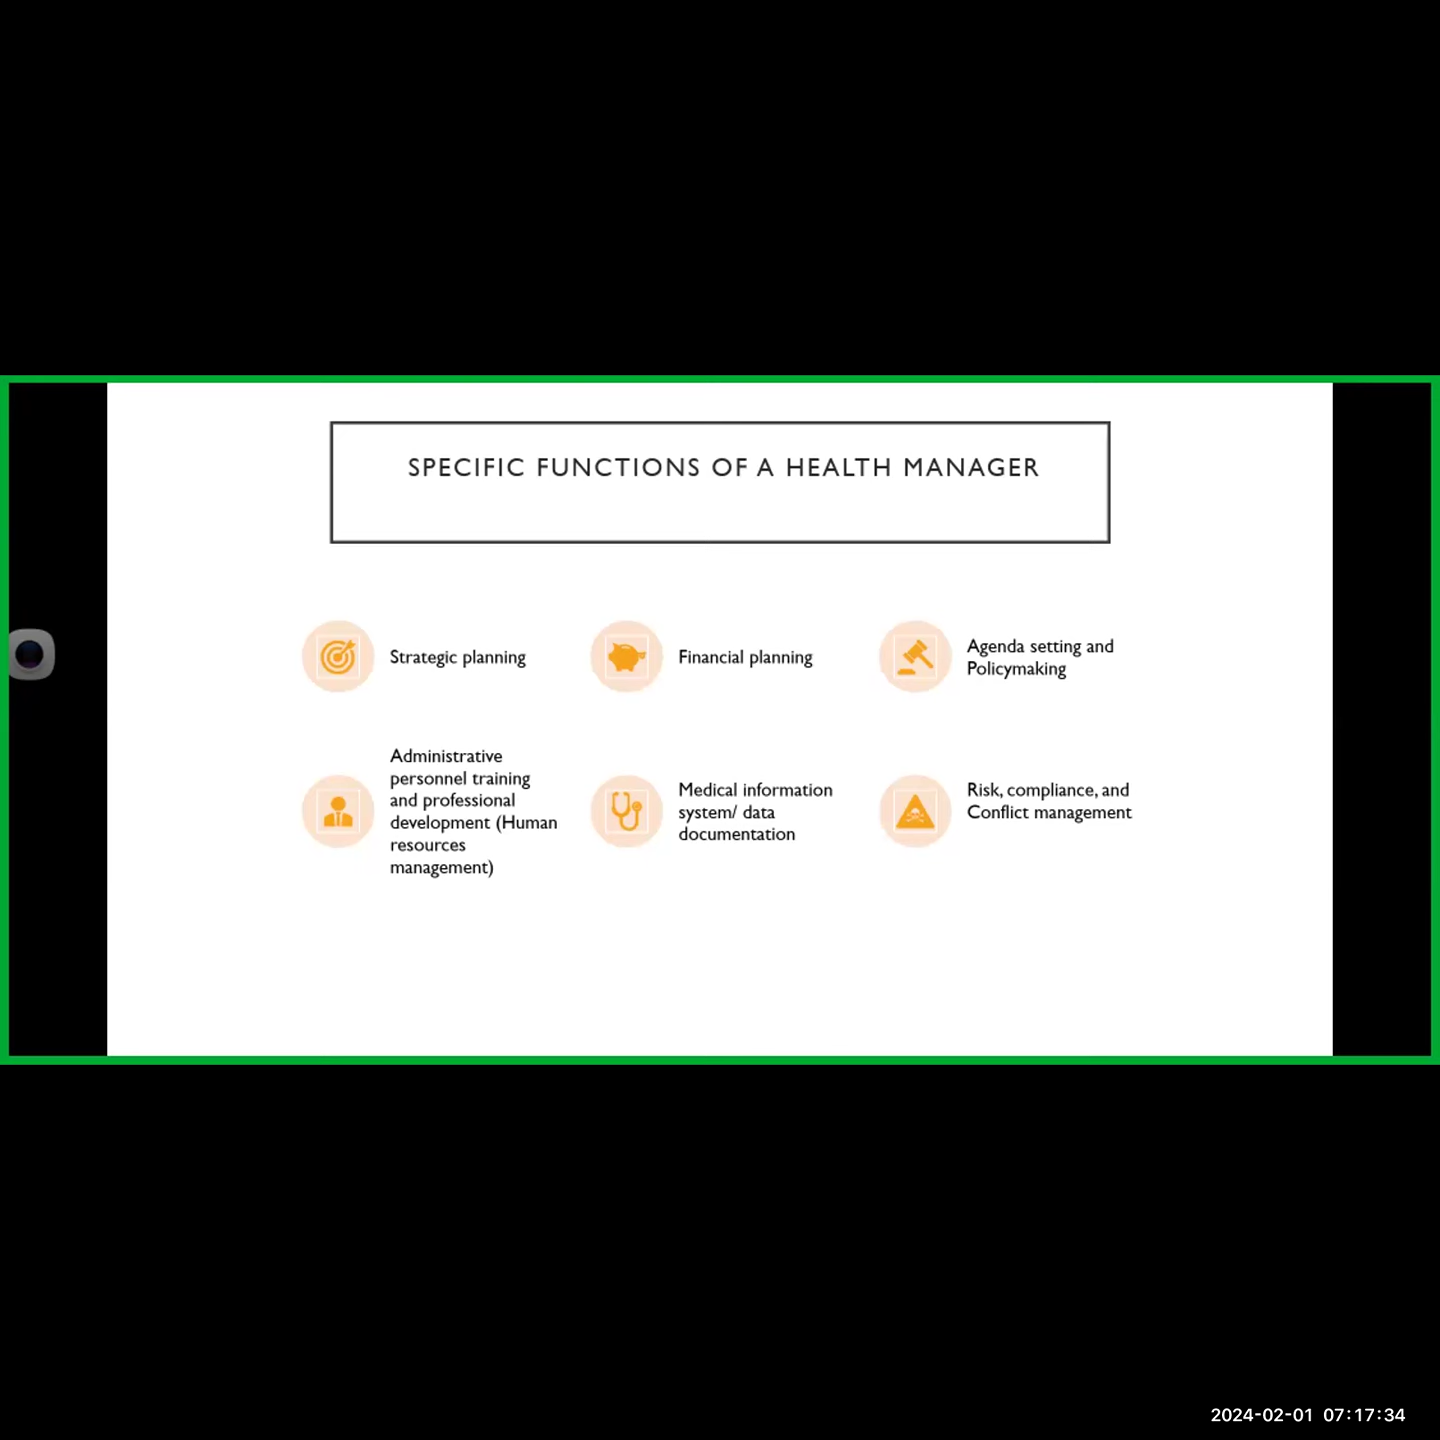 SPECIFIC FUNCTIONS OF A HEALTH MANAGER
Strategic planning
Financial planning
Agenda setting and
Policymaking
Administrative
personnel training
and professional
development (Human
resources
management)
Medical information
system/ data
documentation
Risk, compliance, and
Conflict management
2024-02-01 07:17:34